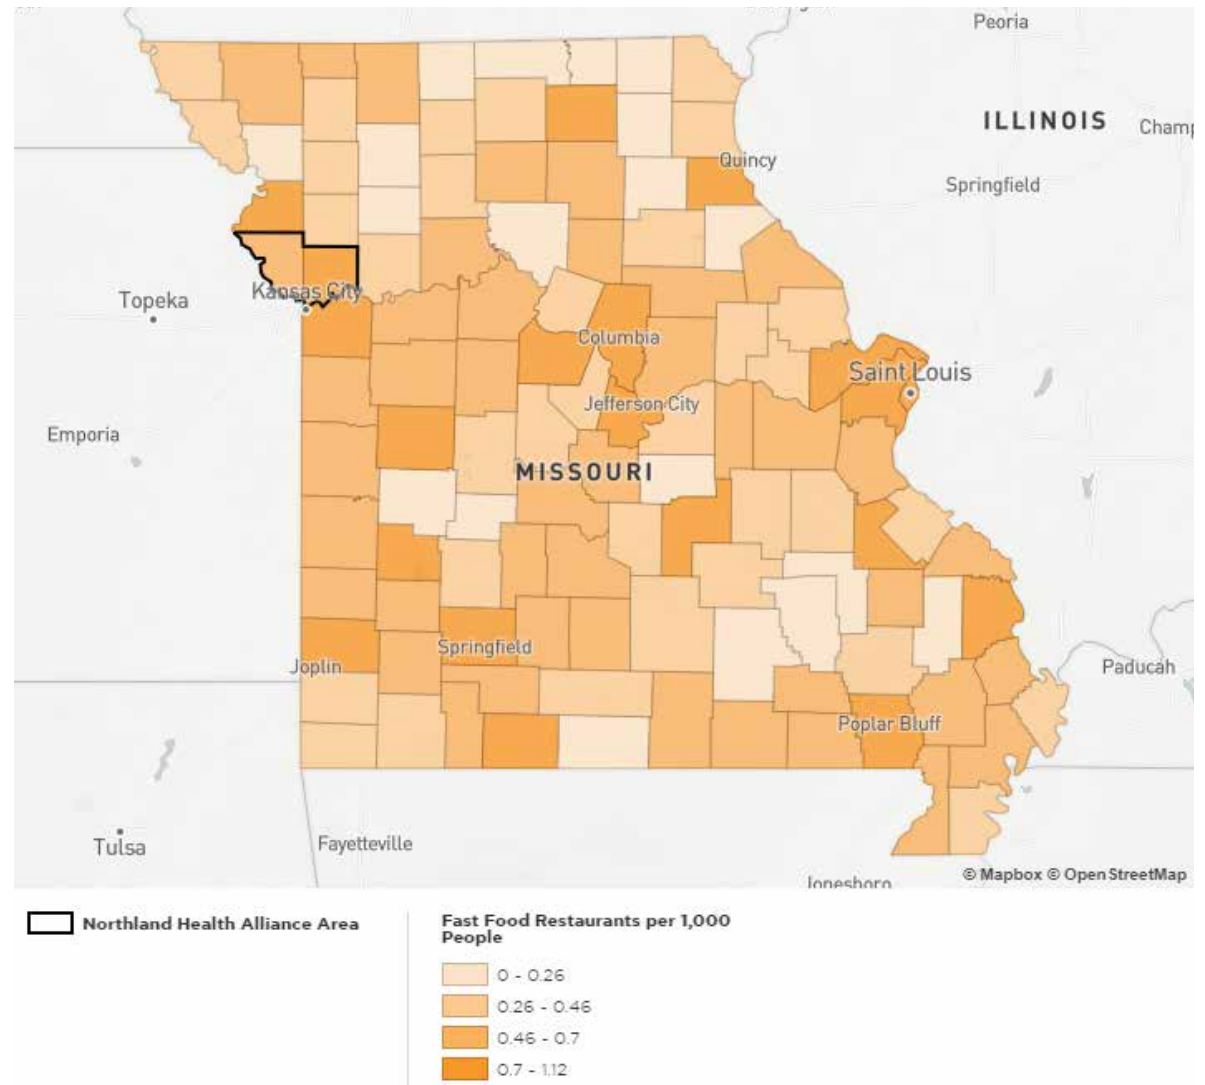 Peoria
ILLINOIS
Quincy
Springfield
Topeka
Kansas City
Columbia
Saint Louis
Jefferson City
Emporia
MISSOURI
Springfield
Joplin
Paducah
Poplar Bluff
Tulsa
Fayetteville
© Mapbox © OpenStreetMap
Jonesboro
Northland Health Alliance Area
Fast Food Restaurants per 1,000
People
0 - 0.26
0.26 - 0.46
0.46 - 0.7
0.7 - 1.12